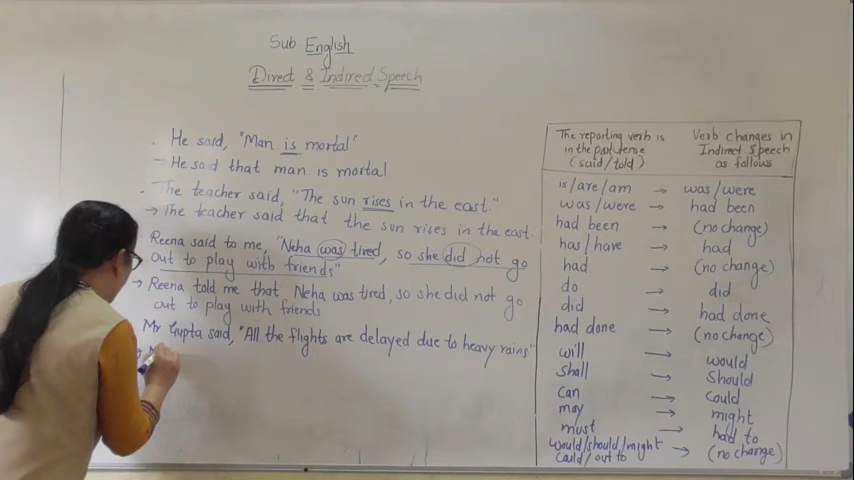 Sub English
Direct & Indirect Speech
. He said, "Man is mortal"
→ He said that man is mortal
. The teacher said, "The sun rises in the east."
→ The teacher said that the sun rises in the east.
Reena said to me, "Neha was tired, so she did not go
out to play with friends"
→ Reena told me that Neha was tired, so she did not go
out to play with friends
Mr Gupta said, "All the flights are delayed due to heavy rains"
The reporting verb is
in the past tense
(said/told)
Verb changes in
Indirect Speech
as follows
is/are/am → was/were
was/were → had been
had been → (no change)
has/have → had
had → (no change)
do → did
did → had done
had done → (no change)
will → would
shall → Should
can → could
may → might
must → had to
would/should/might
could/out to → (no change)